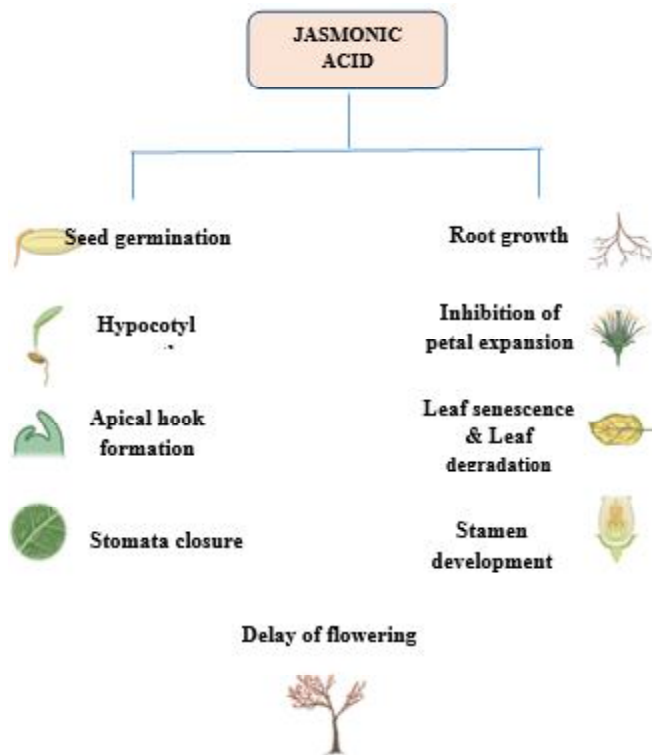 JASMONIC
ACID
Seed germination
Hypocotyl
Apical hook
formation
Stomata closure
Root growth
Inhibition of
petal expansion
Leaf senescence
& Leaf
degradation
Stamen
development
Delay of flowering